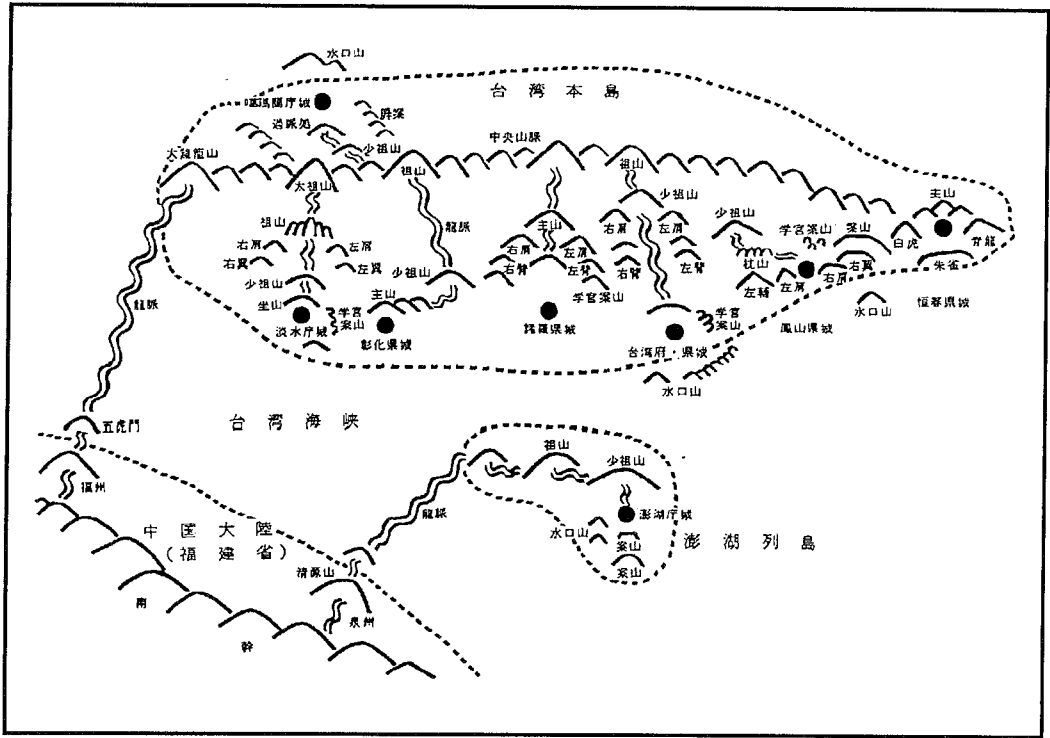 水口山
台湾本島
噶瑪蘭庁城
過脈処
少祖山
中央山脈
大鶏籠山
太祖山
祖山
祖山
祖山
少祖山
龍脈
主山
右肩
左肩
右翼
左翼
右肩
左肩
右臂
左臂
右肩
左肩
右臂
左臂
少祖山
学宮案山
案山
主山
白虎
青龍
朱雀
枕山
左輔
左肩
右肩
右翼
少祖山
坐山
少祖山
主山
学宮案山
学宮
案山
淡水庁城
彰化県城
諸羅県城
学宮
案山
台湾府・県城
鳳山県城
水口山
恒春県城
水口山
龍脈
五虎門
台湾海峡
福州
中国大陸
(福建省)
南
幹
清源山
泉州
龍脈
祖山
少祖山
澎湖庁城
水口山
案山
案山
澎湖列島